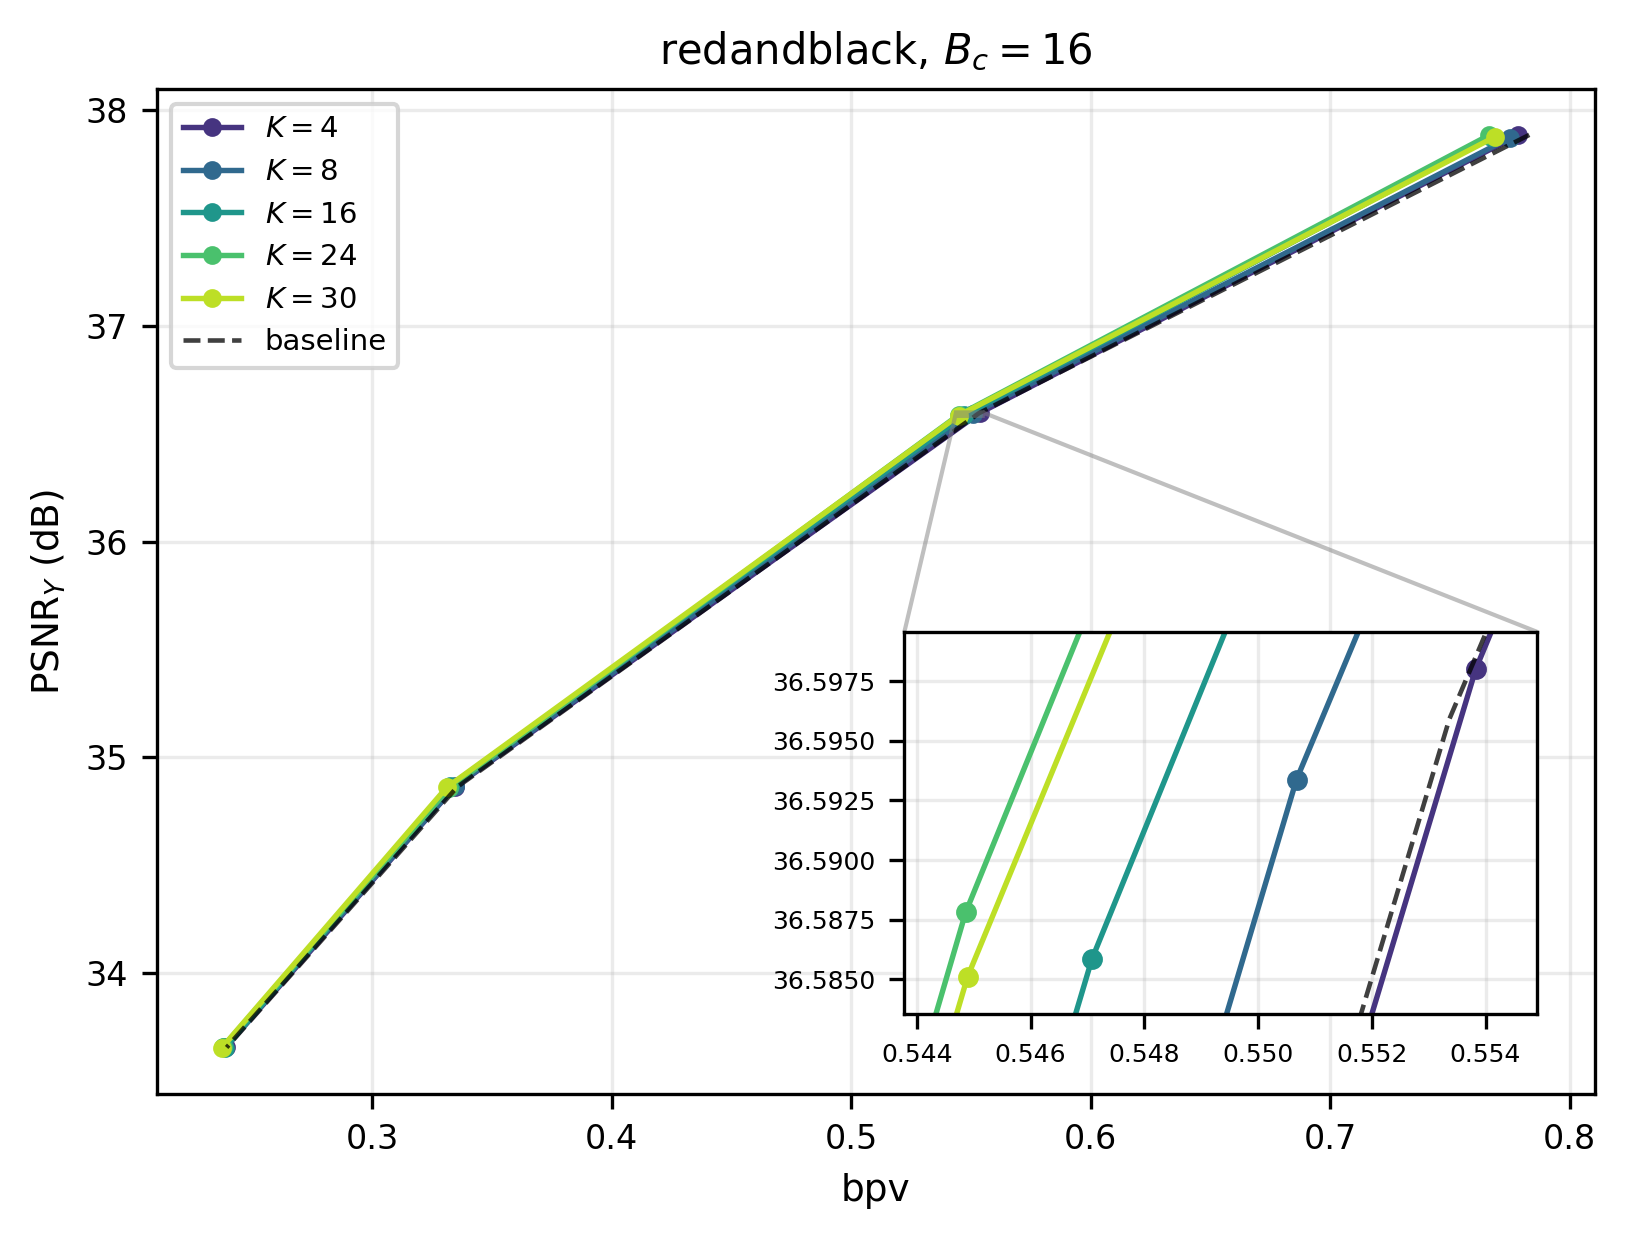 redandblack, B_c = 16
K = 4
K = 8
K = 16
K = 24
K = 30
baseline
PSNR_Y (dB)
38
37
36
35
34
36.5975
36.5950
36.5925
36.5900
36.5875
36.5850
0.544 0.546 0.548 0.550 0.552 0.554
0.3 0.4 0.5 0.6 0.7 0.8
bpv